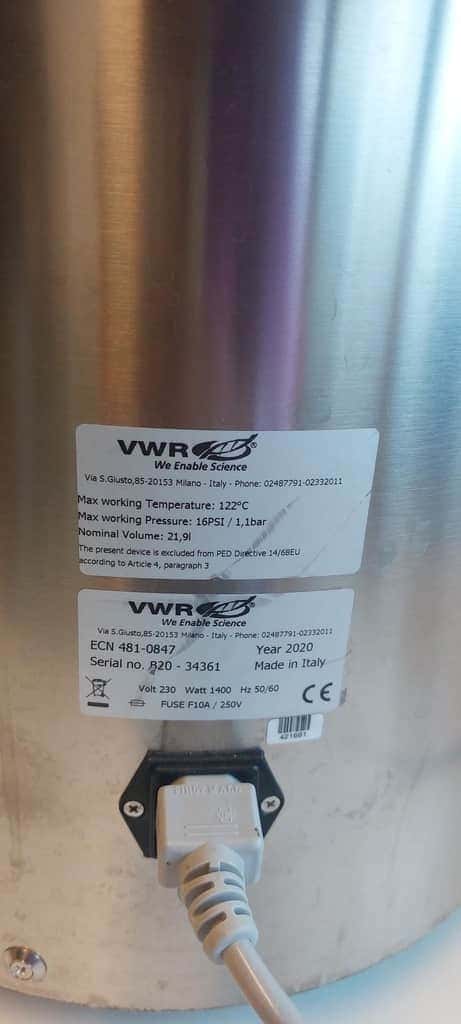 VWR®
We Enable Science
Via S.Giusto,85-20153 Milano - Italy - Phone: 02487791-02332011
Max working Temperature: 122°C
Max working Pressure: 16PSI / 1,1bar
Nominal Volume: 21,9l
The present device is excluded from PED Directive 14/68EU
according to Article 4, paragraph 3
VWR®
We Enable Science
Via S.Giusto,85-20153 Milano - Italy - Phone: 02487791-02332011
ECN 481-0847 Year 2020
Serial no. B20 - 34361 Made in Italy
Volt 230 Watt 1400 Hz 50/60
FUSE F10A / 250V
CE
421661